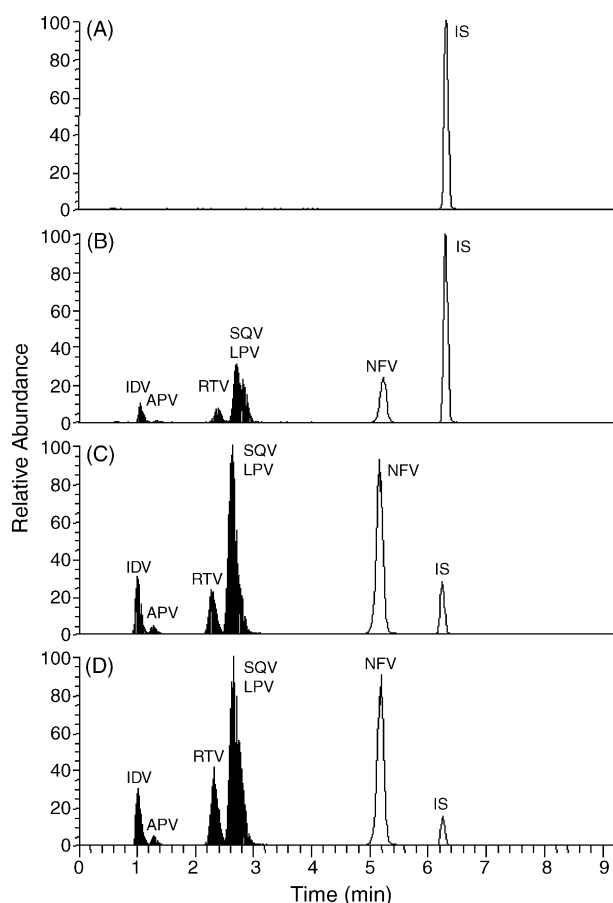 Relative Abundance
100
80
60
40
20
0
(A)
IS
100
80
60
40
20
0
(B)
IDV
APV
RTV
SQV
LPV
NFV
IS
100
80
60
40
20
0
(C)
IDV
APV
RTV
SQV
LPV
NFV
IS
100
80
60
40
20
0
(D)
IDV
APV
RTV
SQV
LPV
NFV
IS
0 1 2 3 4 5 6 7 8 9
Time (min)